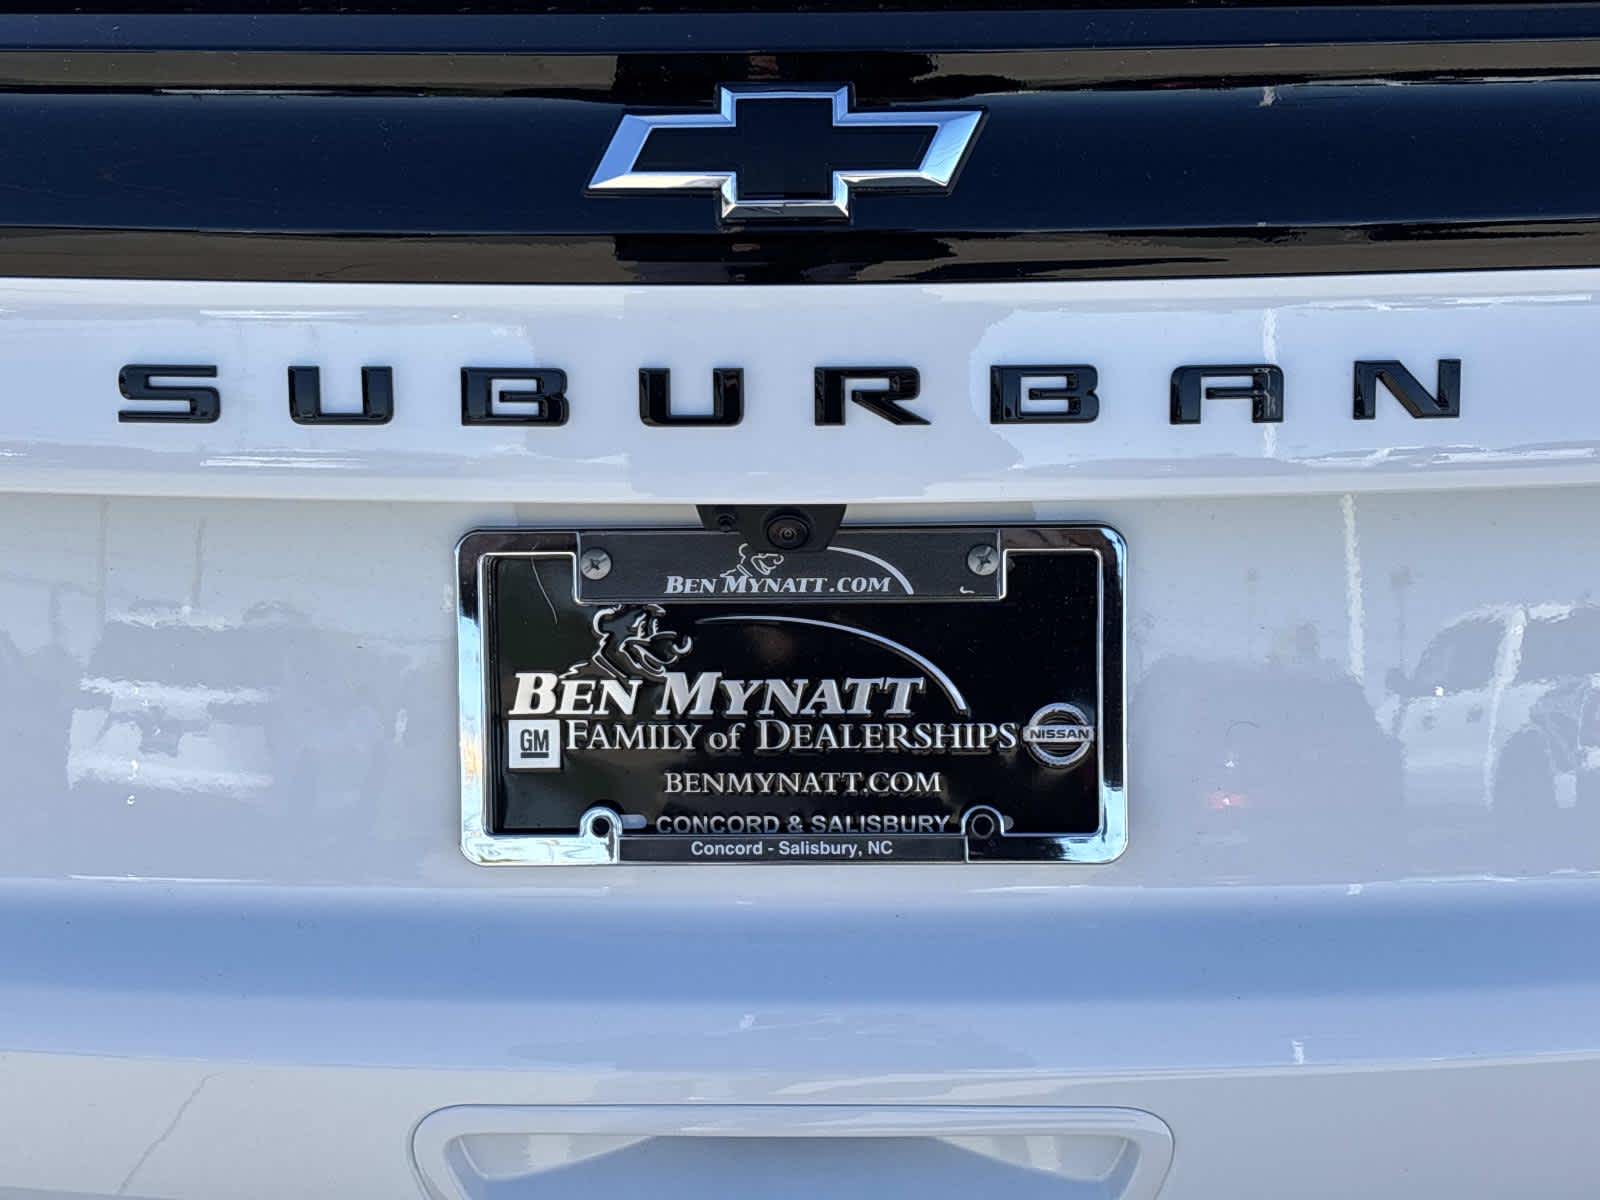 SUBURBAN
BEN MYNATT.COM
BEN MYNATT
GM FAMILY of DEALERSHIPS NISSAN
BENMYNATT.COM
CONCORD & SALISBURY
Concord - Salisbury, NC